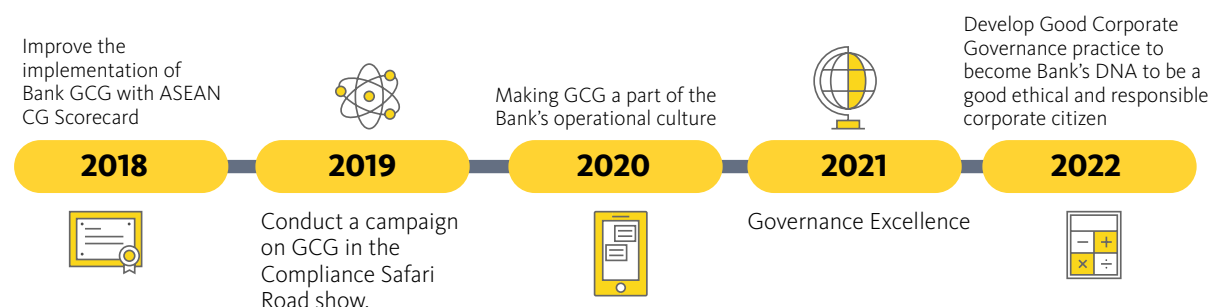 Improve the
implementation of
Bank GCG with ASEAN
CG Scorecard
2018
2019
Conduct a campaign
on GCG in the
Compliance Safari
Road show.
Making GCG a part of the
Bank's operational culture
2020
2021
Governance Excellence
Develop Good Corporate
Governance practice to
become Bank's DNA to be a
good ethical and responsible
corporate citizen
2022
− +
× ÷